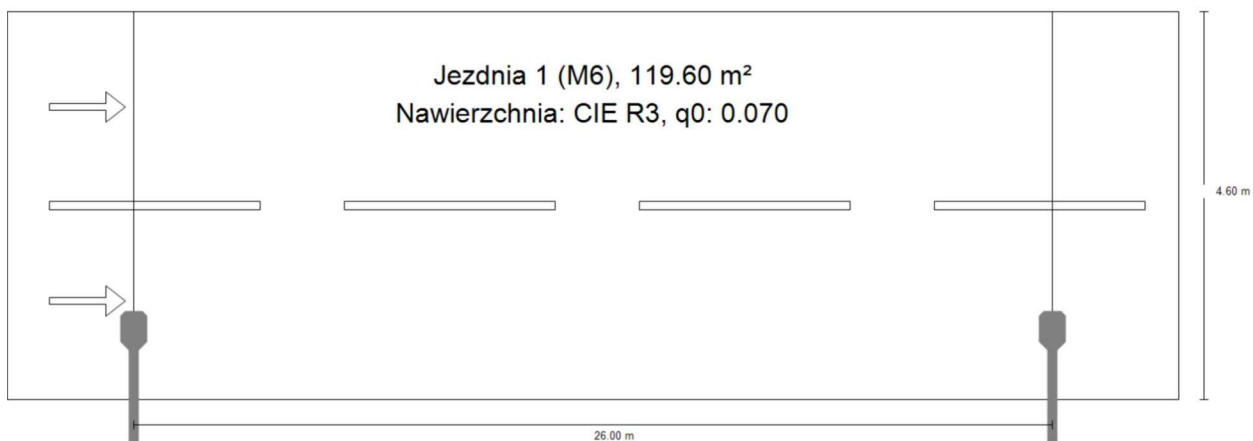 Jezdnia 1 (M6), 119.60 m²
Nawierzchnia: CIE R3, q0: 0.070
4.60 m
26.00 m